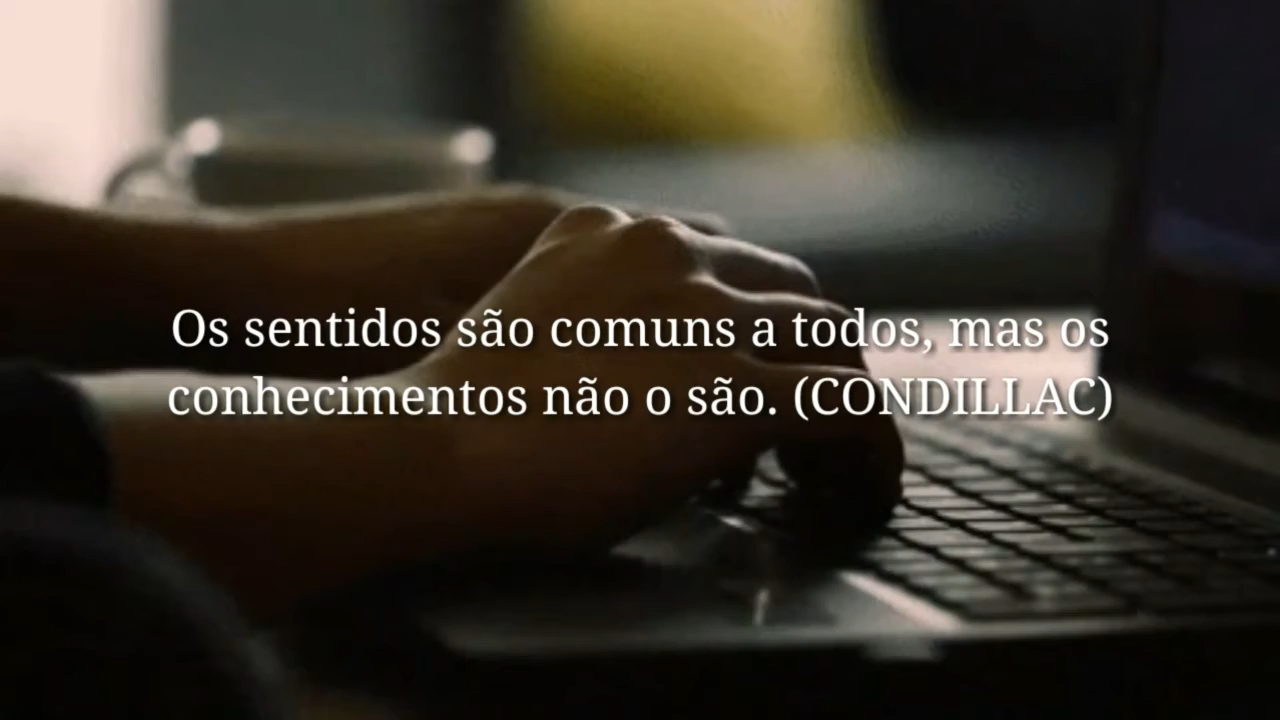 Os sentidos são comuns a todos, mas os
conhecimentos não o são. (CONDILLAC)